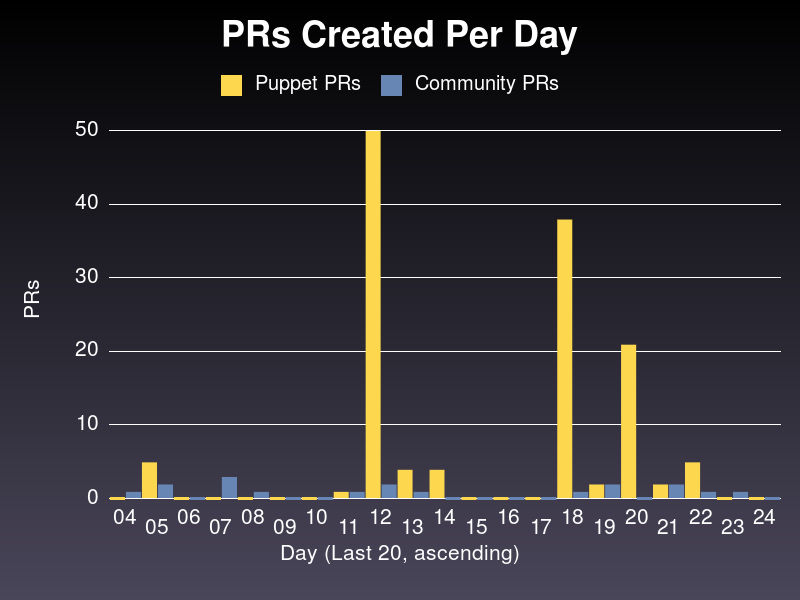 PRs Created Per Day
Puppet PRs Community PRs
50
40
30
20
10
0
PRs
04 05 06 07 08 09 10 11 12 13 14 15 16 17 18 19 20 21 22 23 24
Day (Last 20, ascending)